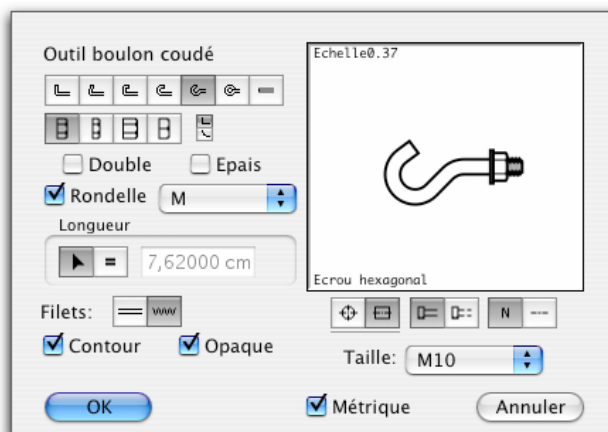 Outil boulon coudé
Double
Epais
Rondelle
M
Longueur
=
7,62000 cm
Filets:
Contour
Opaque
OK
Echelle0.37
Ecrou hexagonal
N
Taille:
M10
Métrique
Annuler